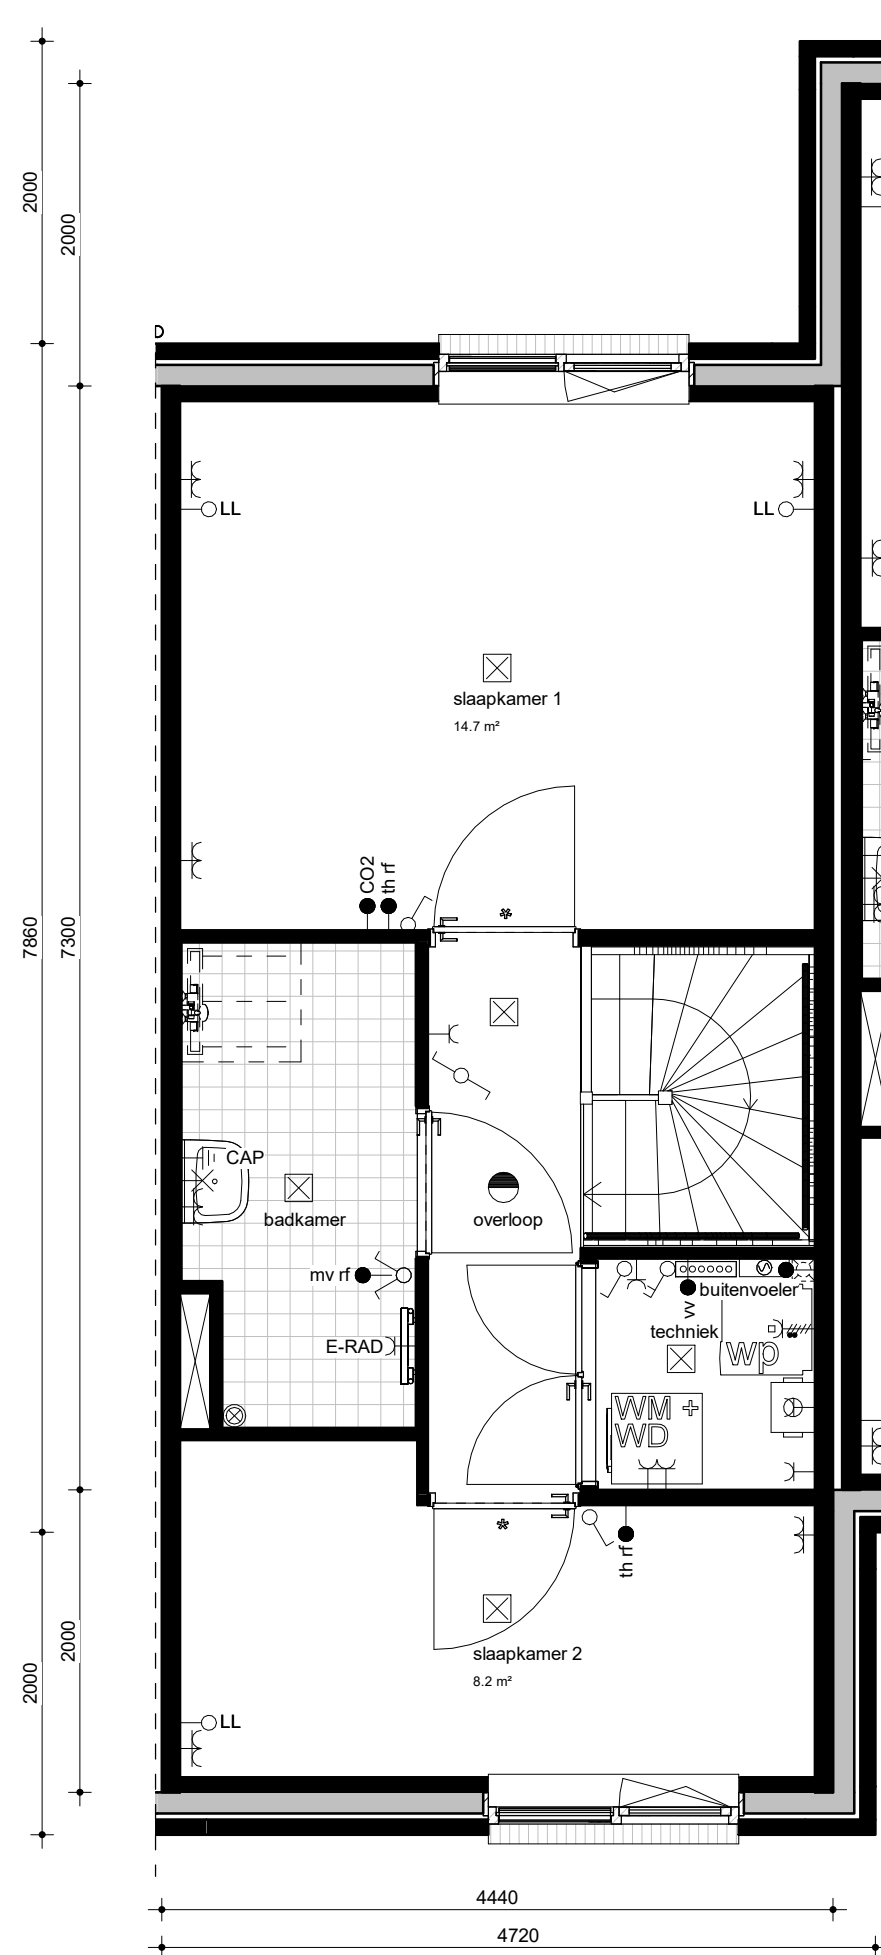 2000
2000
D
LL
LL
slaapkamer 1
14.7 m²
CO2
th rf
7860
7300
*
CAP
badkamer
overloop
mv rf
buitenvoeler
vv
techniek
wp
E-RAD
WM +
WD
*
th rf
slaapkamer 2
8.2 m²
2000
2000
LL
4440
4720